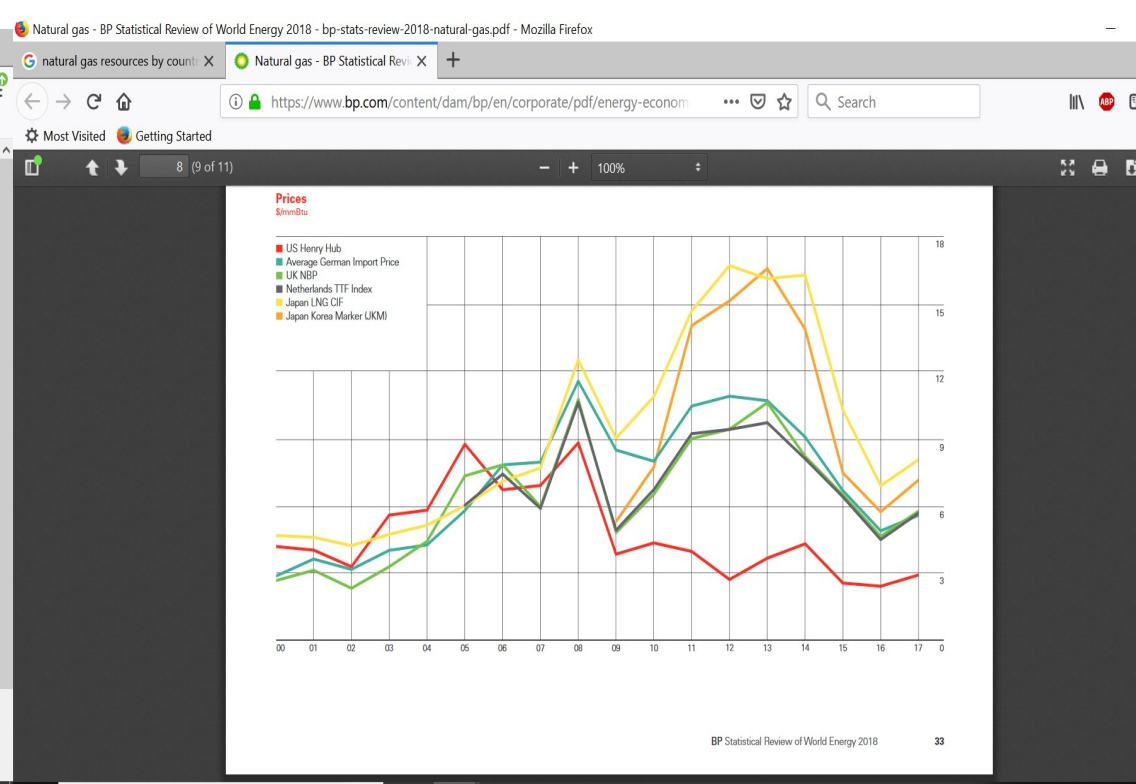 Natural gas - BP Statistical Review of World Energy 2018 - bp-stats-review-2018-natural-gas.pdf - Mozilla Firefox
natural gas resources by count
Natural gas - BP Statistical Revi
https://www.bp.com/content/dam/bp/en/corporate/pdf/energy-econom
Search
ABP
Most Visited
Getting Started
8 (9 of 11)
100%
Prices
$/mmBtu
US Henry Hub
Average German Import Price
UK NBP
Netherlands TTF Index
Japan LNG CIF
Japan Korea Marker (JKM)
18
15
12
9
6
3
00 01 02 03 04 05 06 07 08 09 10 11 12 13 14 15 16 17 0
BP Statistical Review of World Energy 2018 33